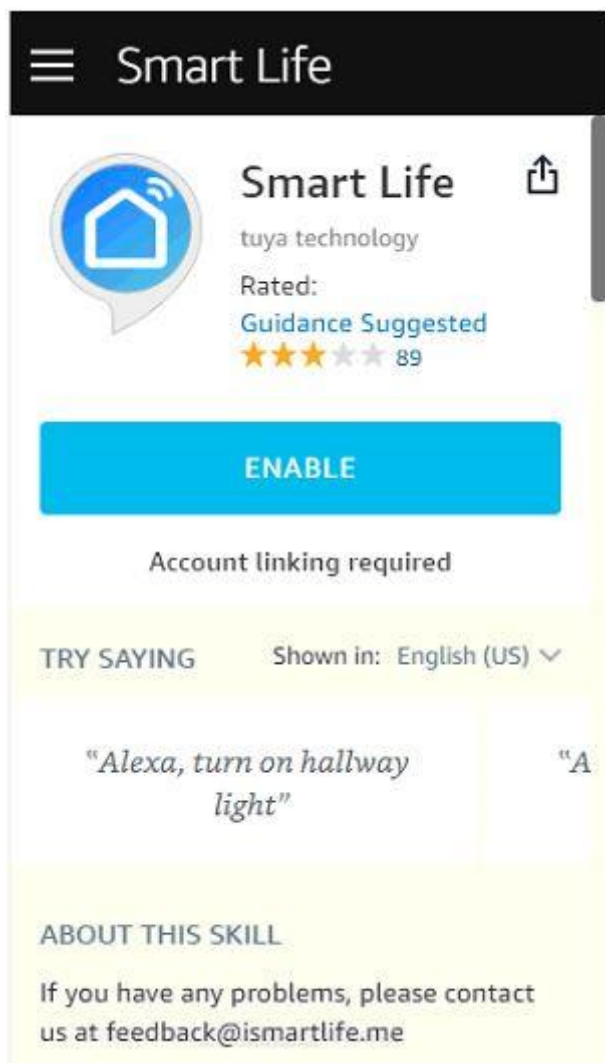 Smart Life
Smart Life
tuya technology
Rated:
Guidance Suggested
89
ENABLE
Account linking required
TRY SAYING Shown in: English (US)
"Alexa, turn on hallway
light"
"A
ABOUT THIS SKILL
If you have any problems, please contact
us at feedback@ismartlife.me